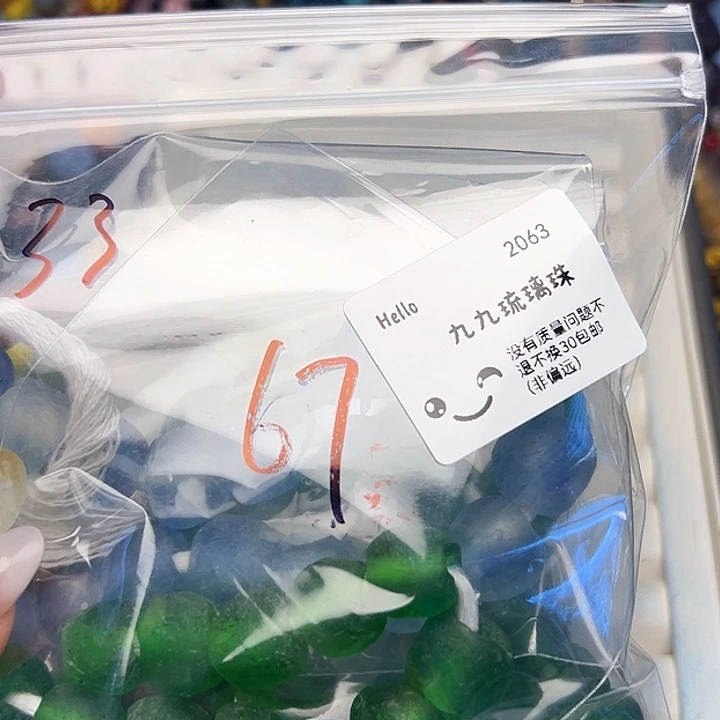 33
2063
Hello
九九琉璃珠
没有质量问题不
退不换30包邮
(非偏远)
67